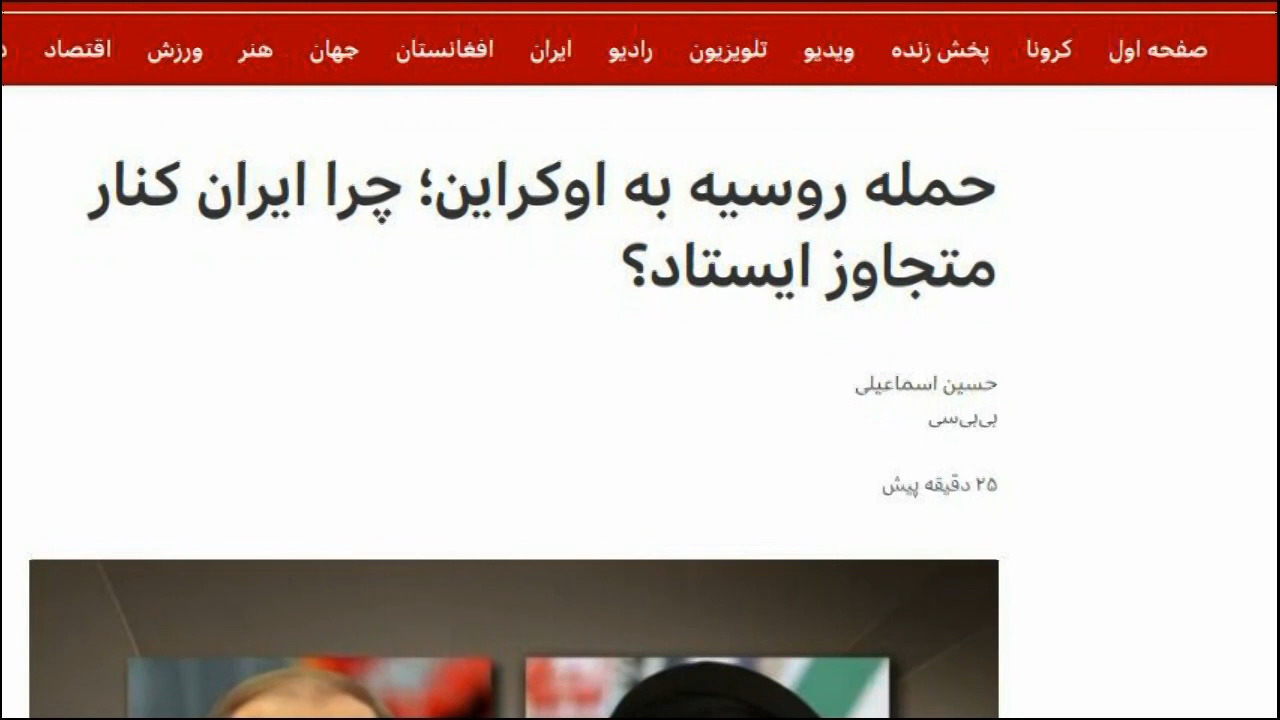 صفحه اول کرونا پخش زنده ویدیو تلویزیون رادیو ایران افغانستان جهان هنر ورزش اقتصاد
حمله روسیه به اوکراین؛ چرا ایران کنار
متجاوز ایستاد؟
حسین اسماعیلی
بی‌بی‌سی
۲۵ دقیقه پیش